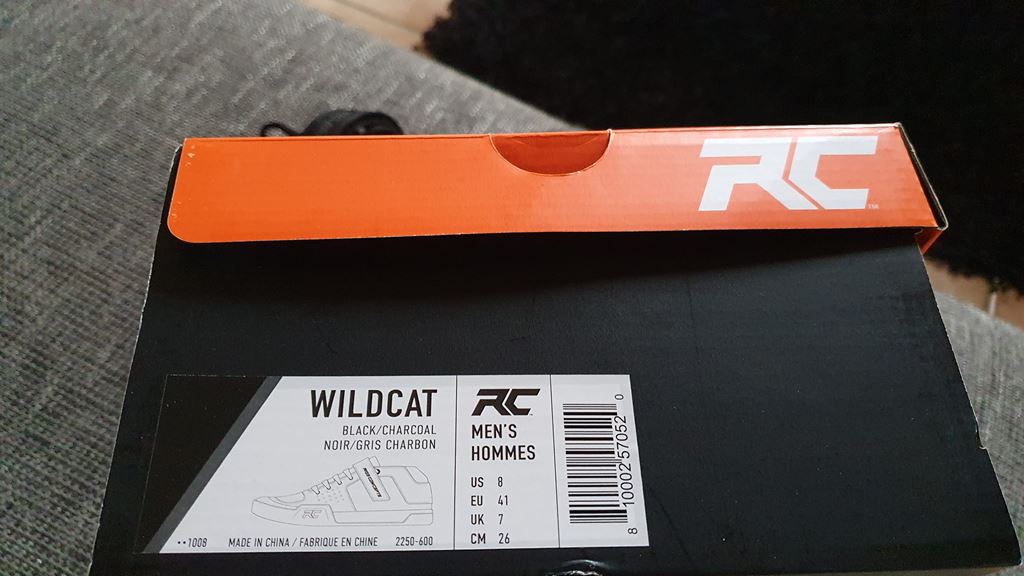 RC
TM
WILDCAT
BLACK/CHARCOAL
NOIR/GRIS CHARBON
RC
••1008 MADE IN CHINA / FABRIQUE EN CHINE 2250-600
RC
MEN'S
HOMMES
US 8
EU 41
UK 7
CM 26
8 10002 57052 0